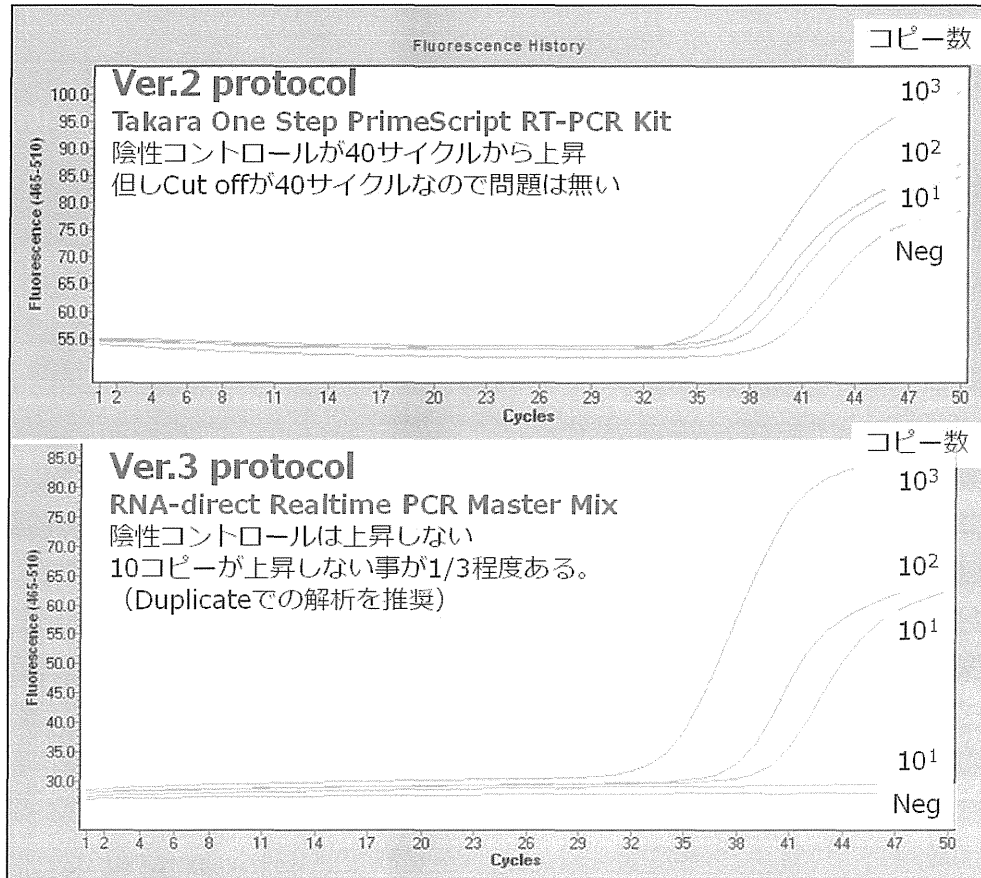 Fluorescence History
コピー数
Ver.2 protocol
Takara One Step PrimeScript RT-PCR Kit
陰性コントロールが40サイクルから上昇
但しCut offが40サイクルなので問題は無い
10³
10²
10¹
Neg
Fluorescence (465-510)
100.0
95.0
90.0
85.0
80.0
75.0
70.0
65.0
60.0
55.0
1 2 4 6 8 11 14 17 20 23 26 29 32 35 38 41 44 47 50
Cycles
コピー数
Ver.3 protocol
RNA-direct Realtime PCR Master Mix
陰性コントロールは上昇しない
10コピーが上昇しない事が1/3程度ある。
（Duplicateでの解析を推奨）
10³
10²
10¹
10¹
Neg
Fluorescence (465-510)
85.0
80.0
75.0
70.0
65.0
60.0
55.0
50.0
45.0
40.0
35.0
30.0
1 2 4 6 8 11 14 17 20 23 26 29 32 35 38 41 44 47 50
Cycles